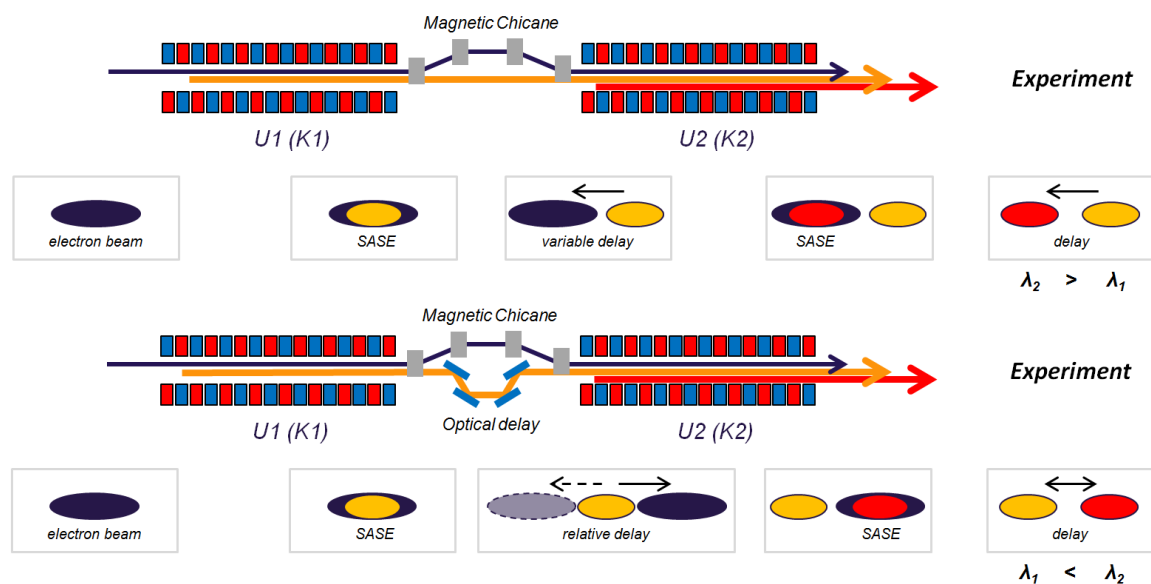 Magnetic Chicane
Experiment
U1 (K1)
U2 (K2)
electron beam
SASE
variable delay
SASE
delay
λ2 > λ1
Magnetic Chicane
Experiment
Optical delay
U1 (K1)
U2 (K2)
electron beam
SASE
relative delay
SASE
delay
λ1 < λ2